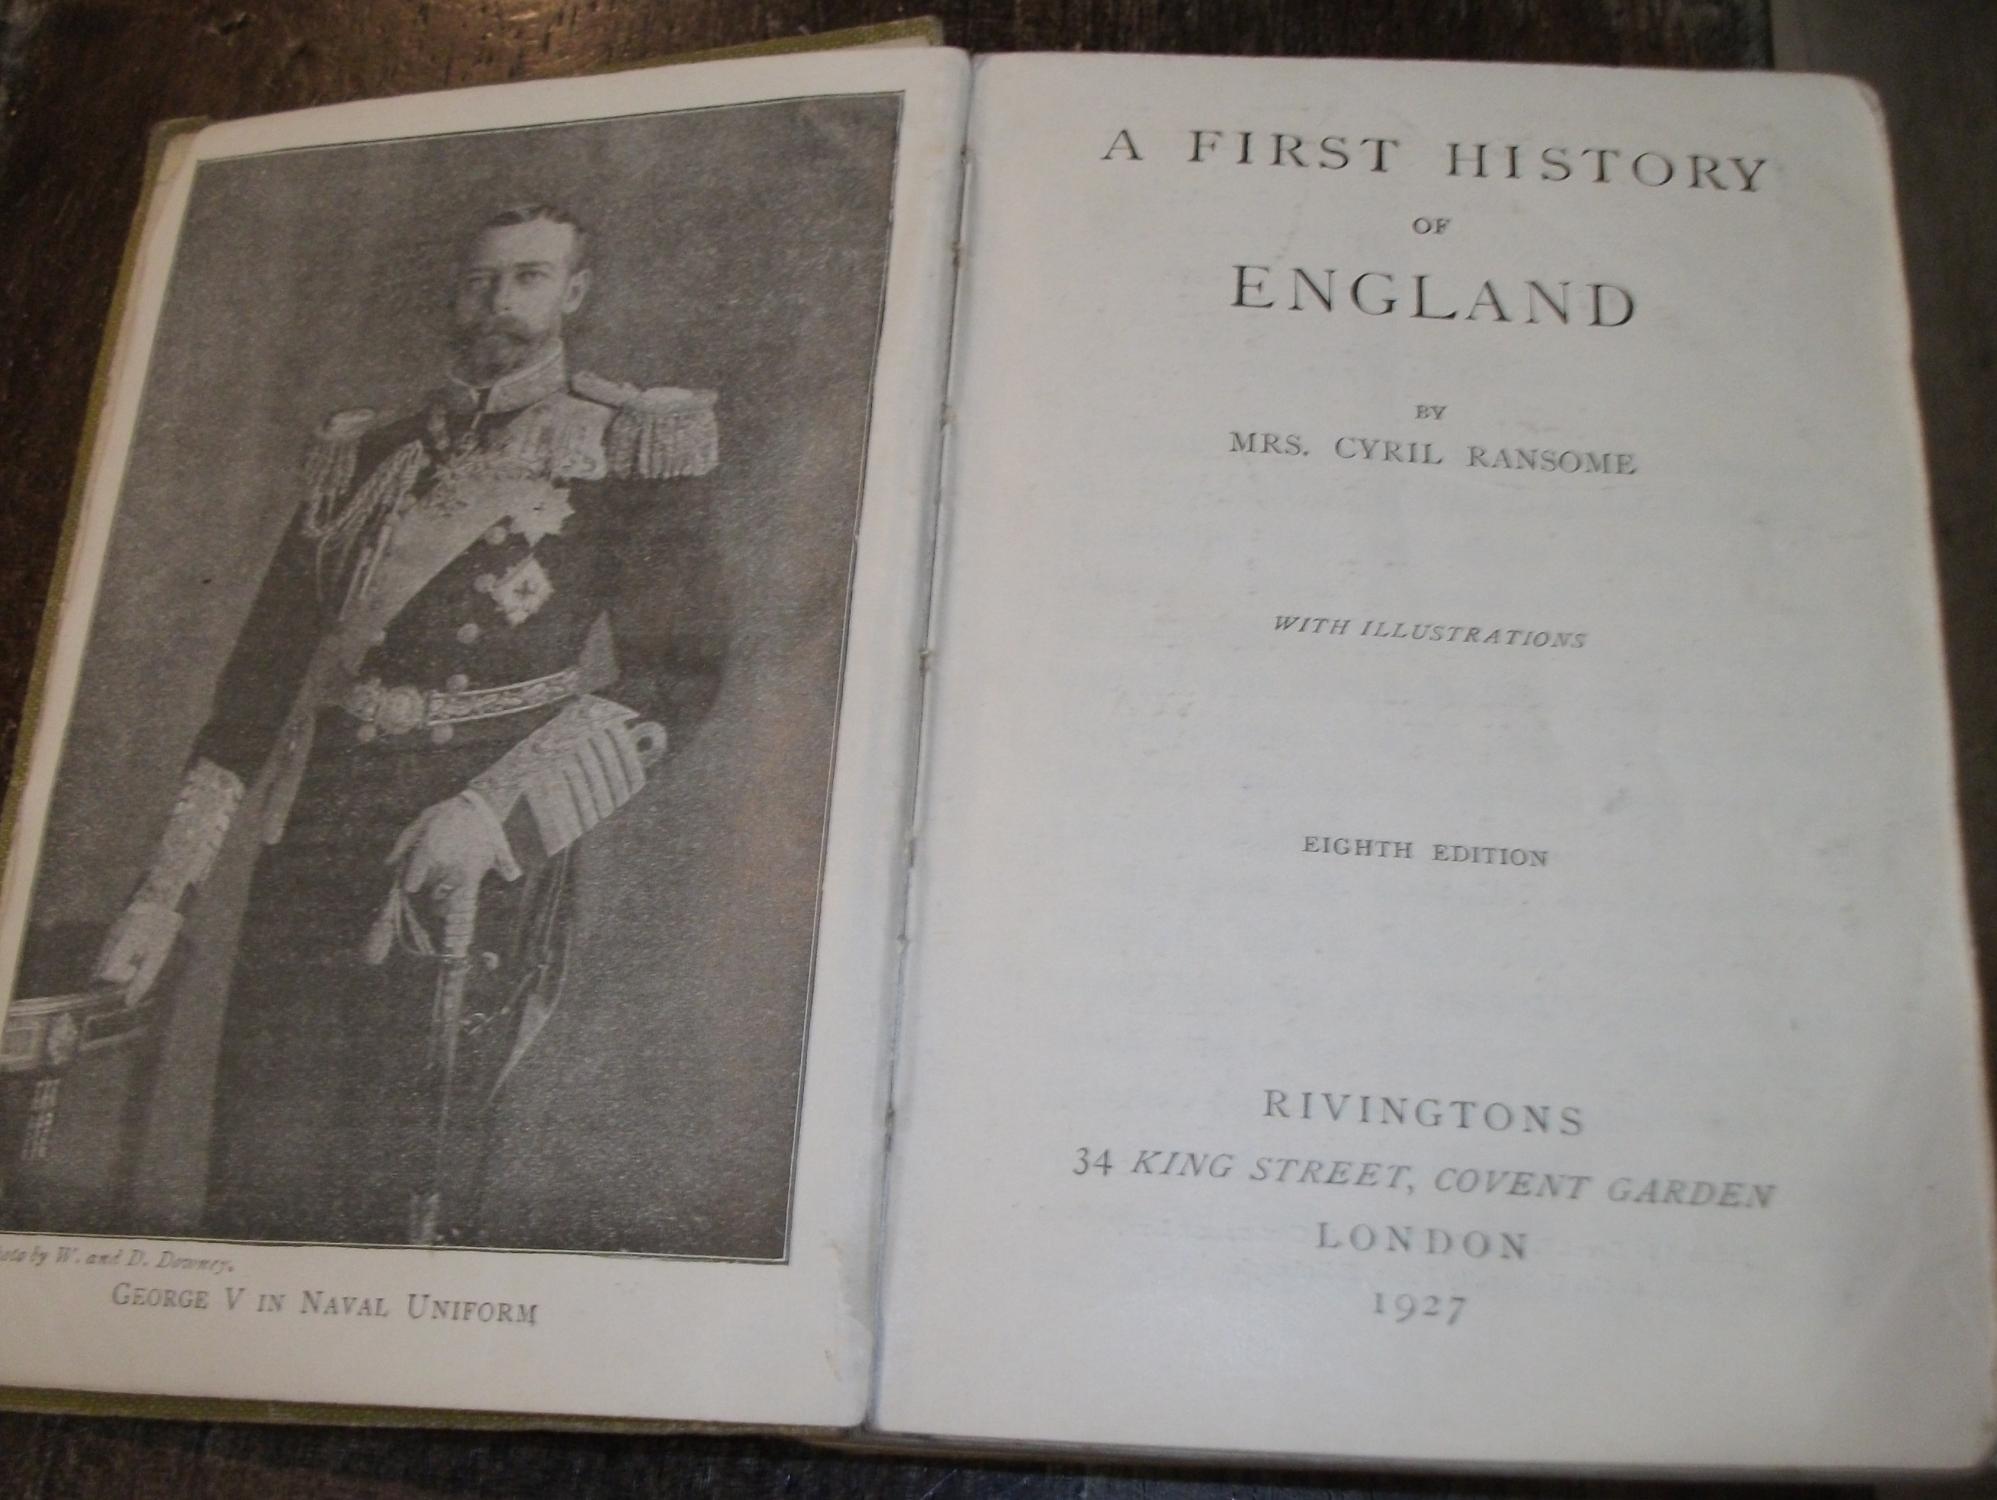 oto by W. and D. Downey.
GEORGE V IN NAVAL UNIFORM
A FIRST HISTORY
OF
ENGLAND
BY
MRS. CYRIL RANSOME
WITH ILLUSTRATIONS
EIGHTH EDITION
RIVINGTONS
34 KING STREET, COVENT GARDEN
LONDON
1927